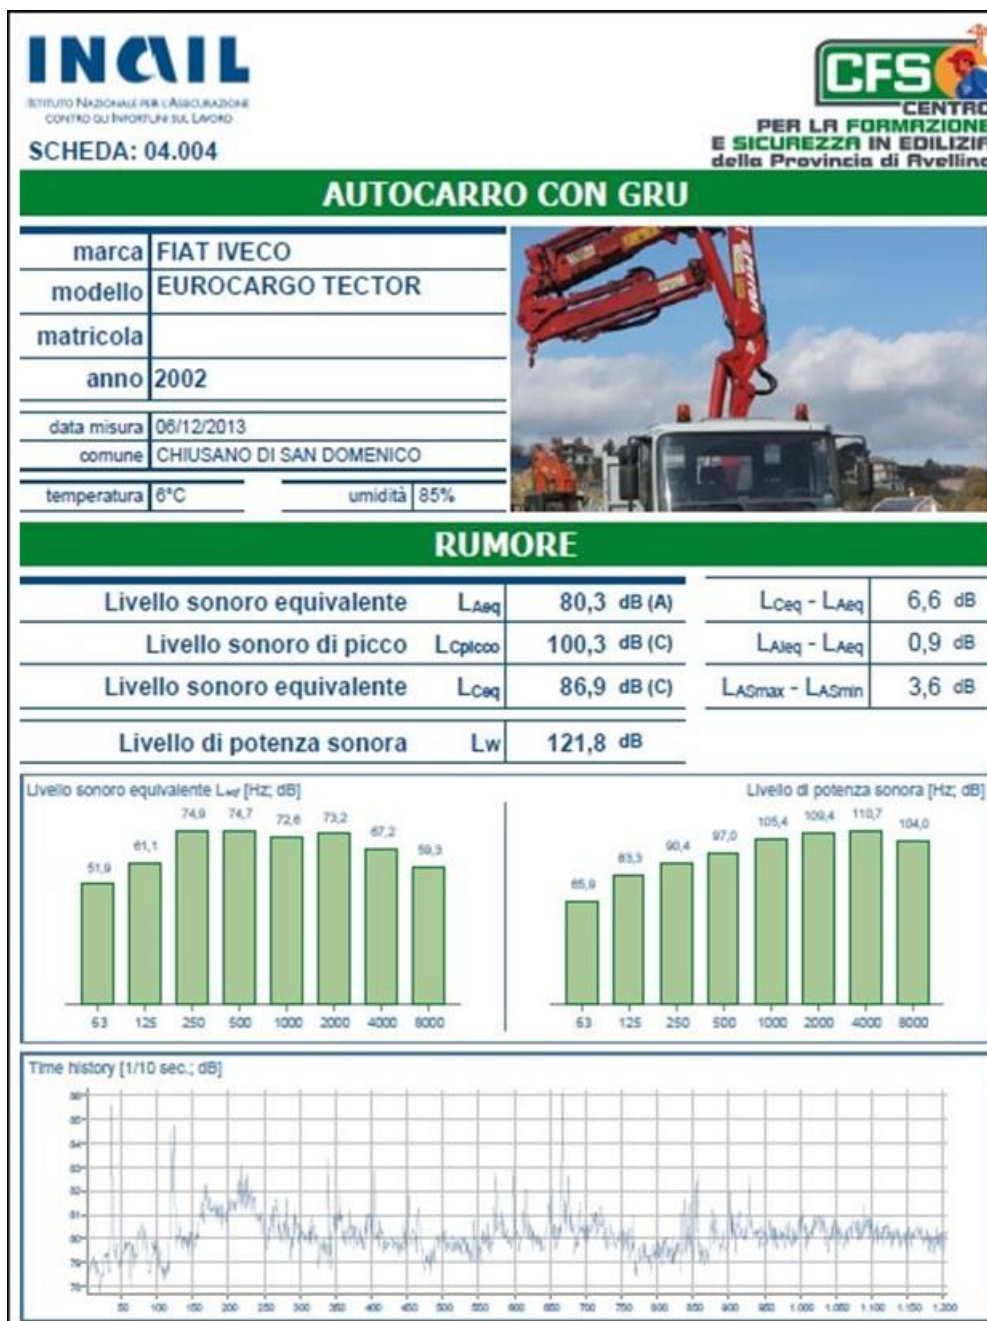 INAIL
ISTITUTO NAZIONALE PER L'ASSICURAZIONE
CONTRO GLI INFORTUNI SUL LAVORO
SCHEDA: 04.004
CFS
CENTRO
PER LA FORMAZIONE
E SICUREZZA IN EDILIZIA
della Provincia di Avellino
AUTOCARRO CON GRU
marca FIAT IVECO
modello EUROCARGO TECTOR
matricola
anno 2002
data misura 06/12/2013
comune CHIUSANO DI SAN DOMENICO
temperatura 6°C umidità 85%
RUMORE
Livello sonoro equivalente LAeq 80,3 dB (A) LCeq - LAeq 6,6 dB
Livello sonoro di picco LCpicco 100,3 dB (C) LAIeq - LAeq 0,9 dB
Livello sonoro equivalente LCeq 86,9 dB (C) LASmax - LASmin 3,6 dB
Livello di potenza sonora LW 121,8 dB
Livello sonoro equivalente [Hz; dB]
51,9 61,1 74,9 74,7 72,6 73,2 67,2 59,3
63 125 250 500 1000 2000 4000 8000
Livello di potenza sonora [Hz; dB]
65,9 83,3 90,4 97,0 105,4 109,4 110,7 104,0
63 125 250 500 1000 2000 4000 8000
Time history [1/10 sec.; dB]
86
85
84
83
82
81
80
79
78
50 100 150 200 250 300 350 400 450 500 550 600 650 700 750 800 850 900 950 1.000 1.050 1.100 1.150 1.200